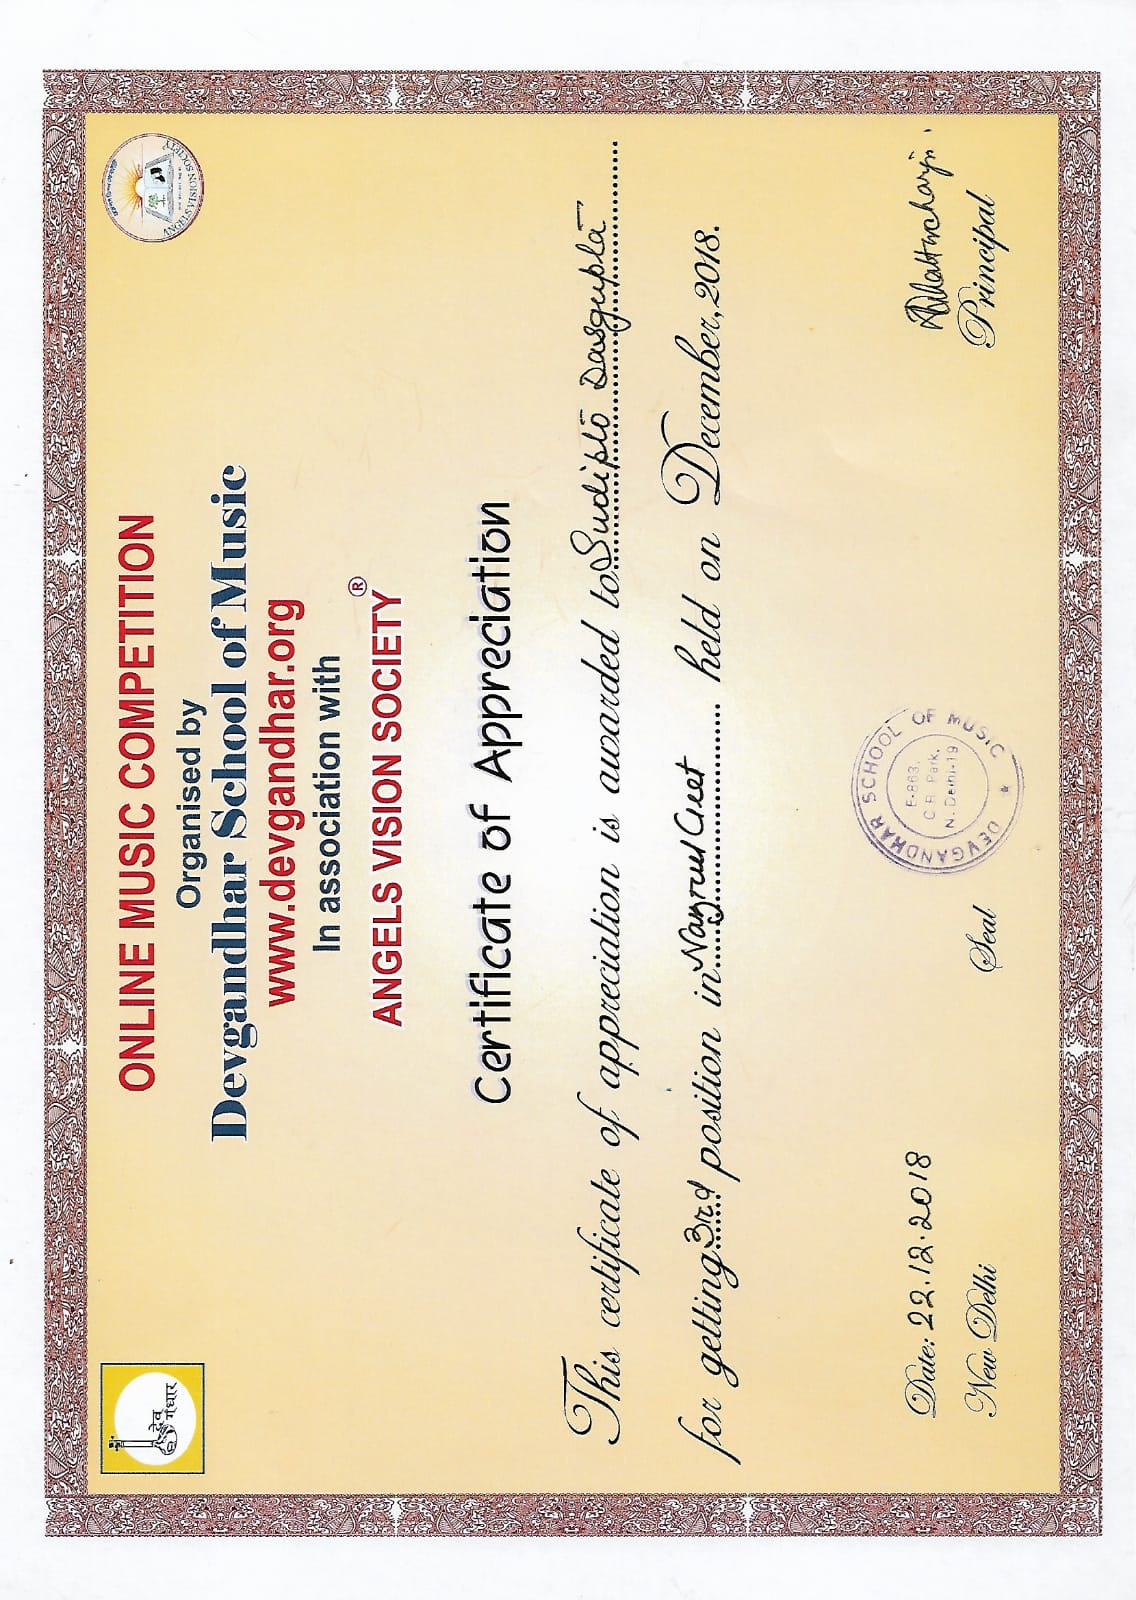 देव
गंधार
ONLINE MUSIC COMPETITION
Organised by
Devgandhar School of Music
www.devgandhar.org
In association with
ANGELS VISION SOCIETY®
ANGELS VISION SOCIETY
Certificate of Appreciation
This certificate of appreciation is awarded to Sudipto Dasgupta
for getting 3rd position in Nazrul Geet held on December, 2018.
Date: 22.12.2018
New Delhi
Seal
DEVGANDHAR SCHOOL OF MUSIC
E-863,
C.R. Park,
N. Delhi-19
Principal